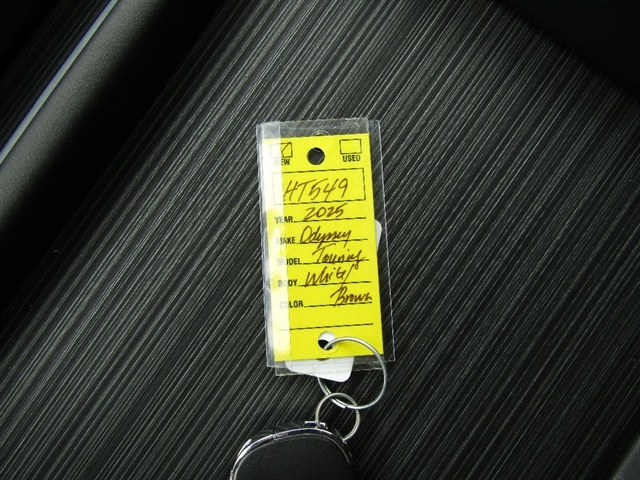 NEW USED
HT549
YEAR 2025
MAKE Odyssey
MODEL Touring
BODY White/
COLOR Brown